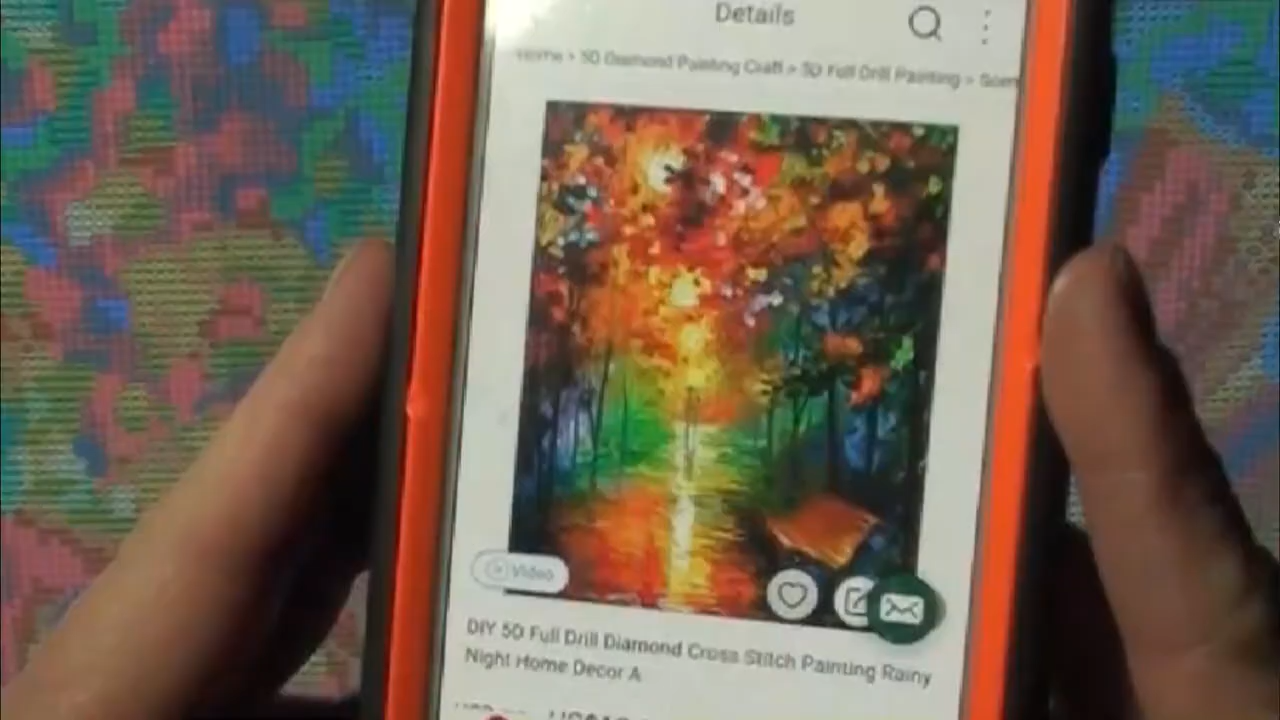 Details
Home > 5D Diamond Painting Craft > 5D Full Drill Painting > Som
Video
DIY 5D Full Drill Diamond Cross Stitch Painting Rainy
Night Home Decor A